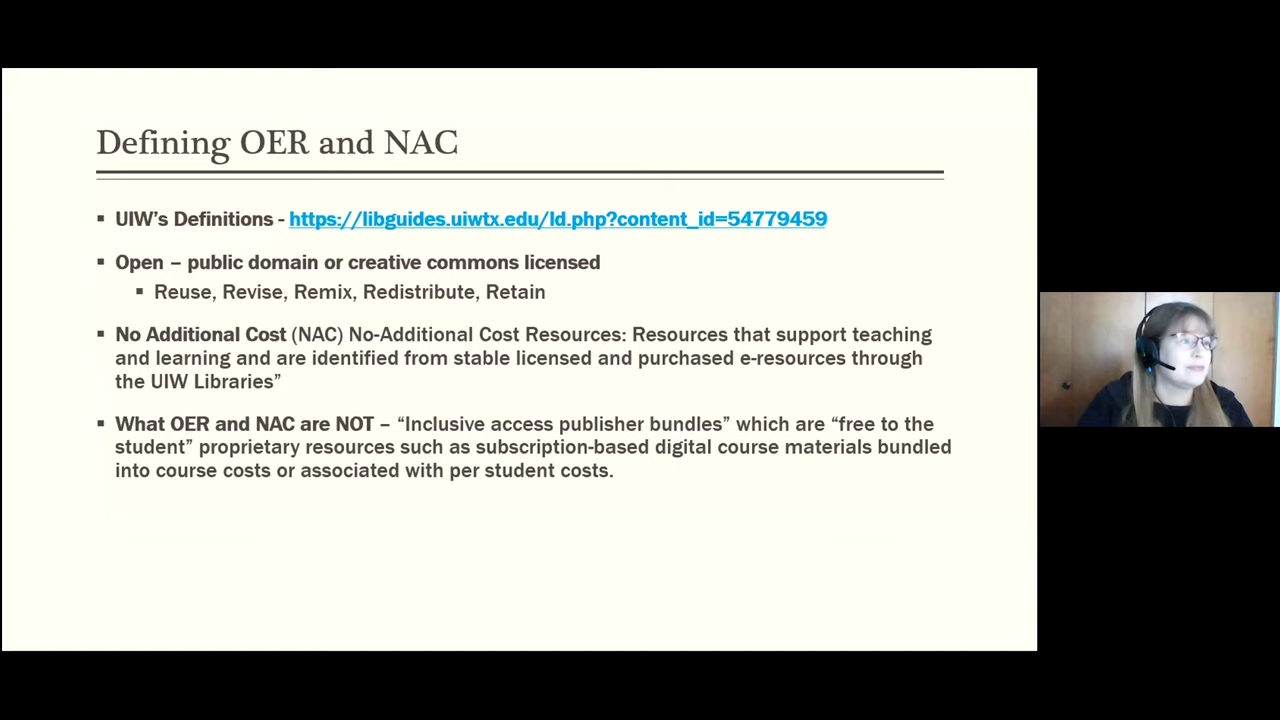 Defining OER and NAC
▪ UIW’s Definitions - https://libguides.uiwtx.edu/ld.php?content_id=54779459
▪ Open – public domain or creative commons licensed
▪ Reuse, Revise, Remix, Redistribute, Retain
▪ No Additional Cost (NAC) No-Additional Cost Resources: Resources that support teaching
and learning and are identified from stable licensed and purchased e-resources through
the UIW Libraries”
▪ What OER and NAC are NOT – “Inclusive access publisher bundles” which are “free to the
student” proprietary resources such as subscription-based digital course materials bundled
into course costs or associated with per student costs.